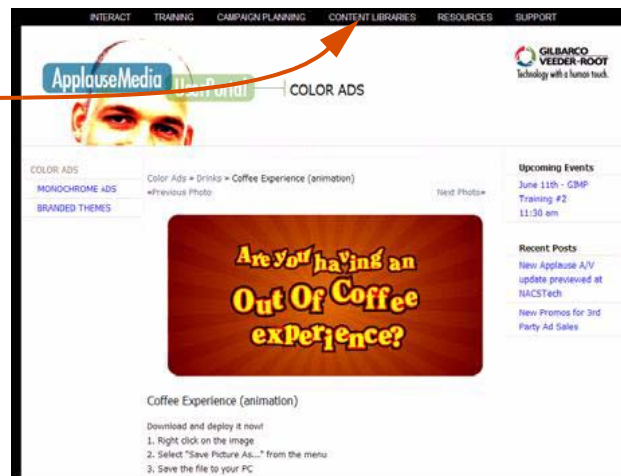 INTERACT TRAINING CAMPAIGN PLANNING CONTENT LIBRARIES RESOURCES SUPPORT
GILBARCO
VEEDER-ROOT
Technology with a human touch.
ApplauseMedia
UserPortal
COLOR ADS
COLOR ADS
MONOCHROME ADS
BRANDED THEMES
Color Ads » Drinks » Coffee Experience (animation)
«Previous Photo Next Photo»
Are you having an
Out Of Coffee
experience?
Coffee Experience (animation)
Download and deploy it now!
1. Right click on the image
2. Select "Save Picture As..." from the menu
3. Save the file to your PC
Upcoming Events
June 11th - GIMP
Training #2
11:30 am
Recent Posts
New Applause A/V
update previewed at
NACSTech
New Promos for 3rd
Party Ad Sales